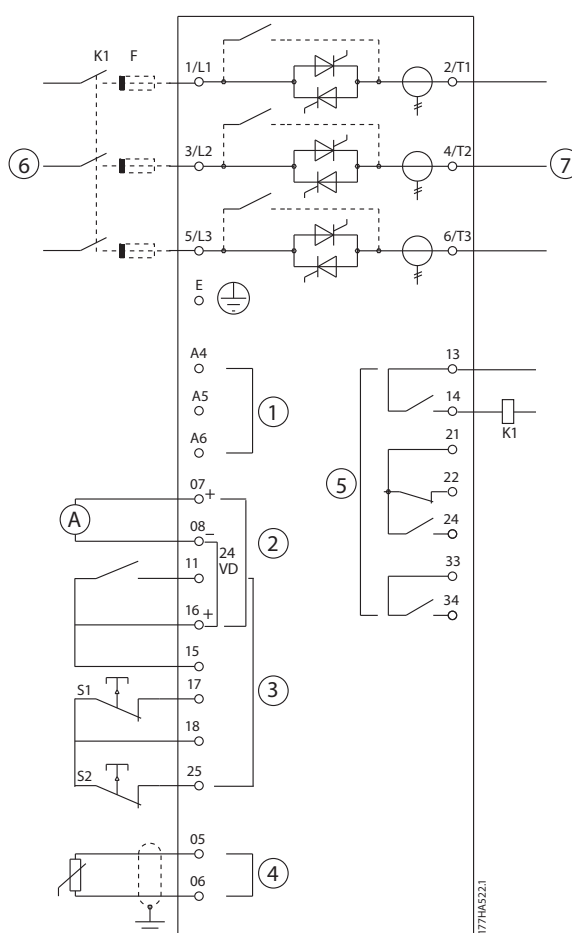 K1 F 1/L1 2/T1
6 3/L2 4/T2 7
5/L3 6/T3
E
A4 13
A5 1 14
K1
A6 21
5 22
07 +
A 08 − 2 24
24
VD
11 33
16 + 34
15
S1 17 3
18
S2 25
05
4
06
177HA522.1